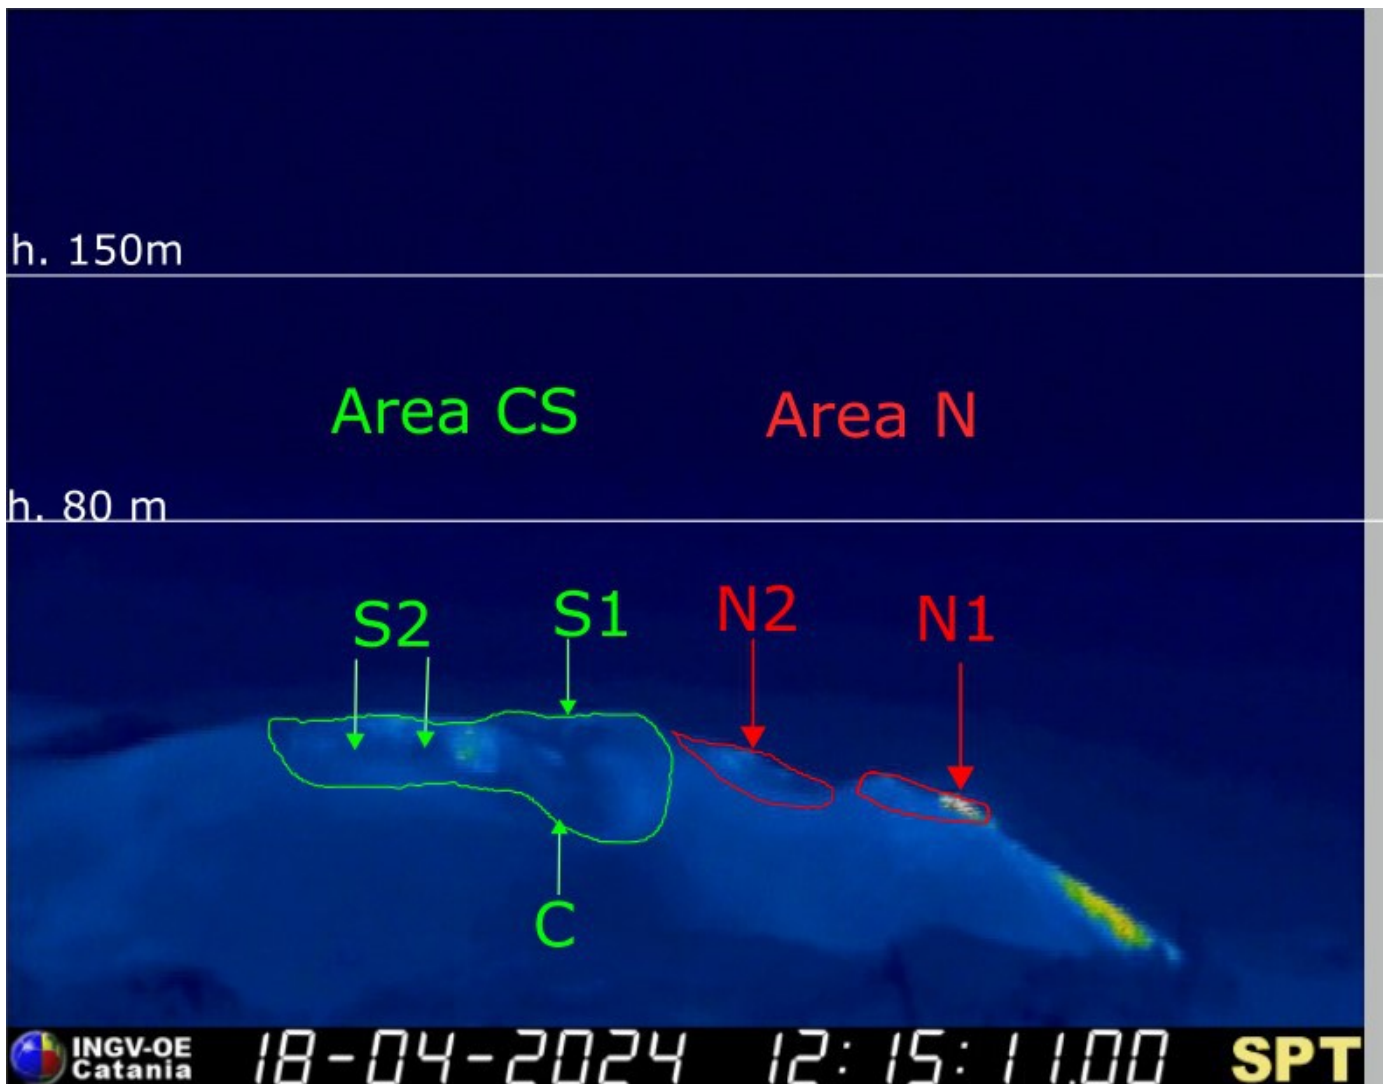 h. 150m
Area CS
Area N
h. 80 m
S2
S1
N2
N1
C
INGV-OE
Catania
18-04-2024 12:15:11.00
SPT